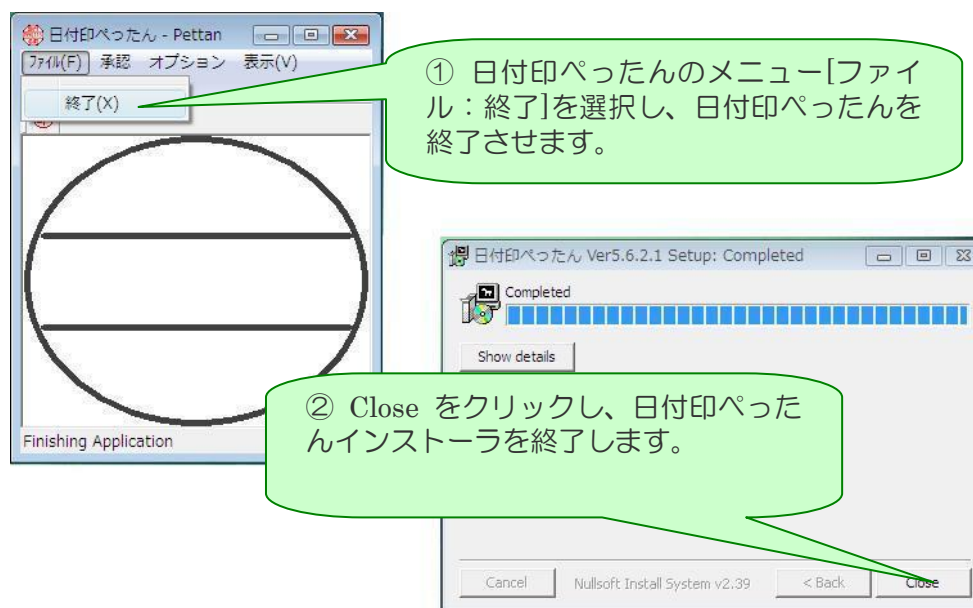 日付印ぺったん - Pettan
ﾌｧｲﾙ(F) 承認 オプション 表示(V)
終了(X)
① 日付印ぺったんのメニュー[ファイ
ル：終了]を選択し、日付印ぺったんを
終了させます。
Finishing Application
日付印ぺったん Ver5.6.2.1 Setup: Completed
Completed
Show details
② Close をクリックし、日付印ぺった
んインストーラを終了します。
Cancel Nullsoft Install System v2.39 < Back Close